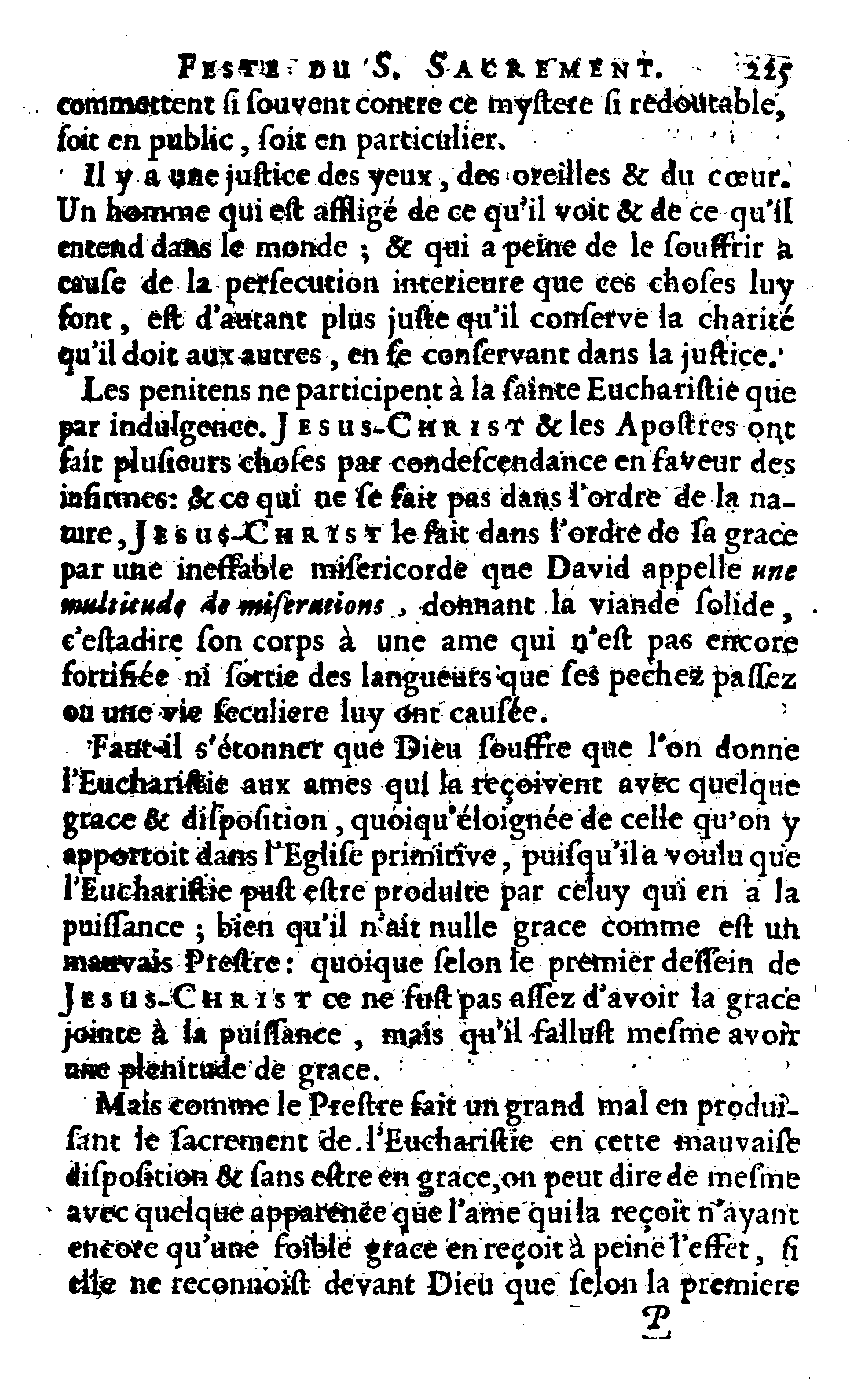 FESTE DU S. SACREMENT. 225
commettent ſi ſouvent contre ce myſtere ſi redoutable,
ſoit en public, ſoit en particulier.
Il y a une juſtice des yeux, des oreilles & du cœur.
Un homme qui eſt affligé de ce qu'il voit & de ce qu'il
entend dans le monde ; & qui a peine de le ſouffrir à
cauſe de la perſecution interieure que ces choſes luy
font, eſt d'autant plus juſte qu'il conſerve la charité
qu'il doit aux autres, en ſe conſervant dans la juſtice.
Les penitens ne participent à la ſainte Euchariſtie que
par indulgence. JESUS-CHRIST & les Apoſtres ont
fait pluſieurs choſes par condeſcendance en faveur des
infirmes: & ce qui ne ſe fait pas dans l'ordre de la na-
ture, JESUS-CHRIST le fait dans l'ordre de ſa grace
par une ineffable miſericorde que David appelle une
multitude de miſerations, donnant la viande ſolide,
c'eſtadire ſon corps à une ame qui n'eſt pas encore
fortifiée ni ſortie des langueurs que ſes pechez paſſez
ou une vie ſeculiere luy ont cauſée.
Faut-il s'étonner que Dieu ſouffre que l'on donne
l'Euchariſtie aux ames qui la reçoivent avec quelque
grace & diſpoſition, quoiqu'éloignée de celle qu'on y
apportoit dans l'Egliſe primitive, puiſqu'il a voulu que
l'Euchariſtie puſt eſtre produite par celuy qui en a la
puiſſance ; bien qu'il n'ait nulle grace comme eſt un
mauvais Preſtre: quoique ſelon le premier deſſein de
JESUS-CHRIST ce ne fuſt pas aſſez d'avoir la grace
jointe à la puiſſance, mais qu'il falluſt meſme avoir
une plenitude de grace.
Mais comme le Preſtre fait un grand mal en produi-
ſant le ſacrement de l'Euchariſtie en cette mauvaiſe
diſpoſition & ſans eſtre en grace, on peut dire de meſme
avec quelque apparence que l'ame qui la reçoit n'ayant
encore qu'une foible grace en reçoit à peine l'effet, ſi
elle ne reconnoiſt devant Dieu que ſelon la premiere
P